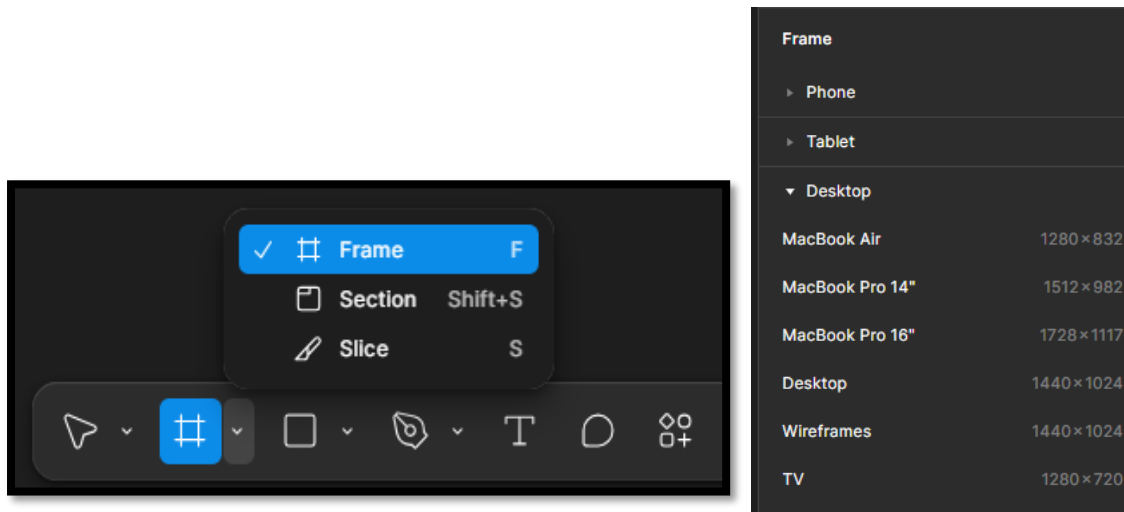 Frame F
Section Shift+S
Slice S
T
Frame
Phone
Tablet
Desktop
MacBook Air 1280×832
MacBook Pro 14" 1512×982
MacBook Pro 16" 1728×1117
Desktop 1440×1024
Wireframes 1440×1024
TV 1280×720